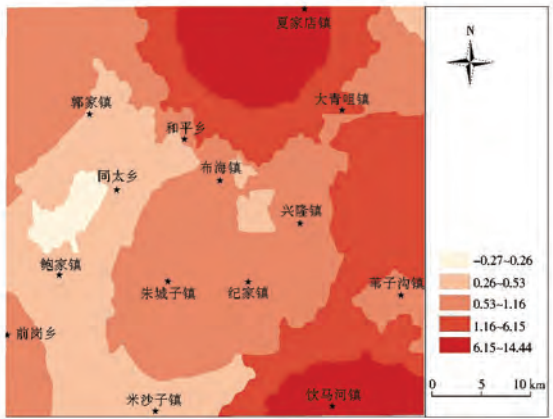 夏家店镇
N
郭家镇
大青咀镇
和平乡
布海镇
同太乡
兴隆镇
鲍家镇
朱城子镇
纪家镇
苇子沟镇
前岗乡
米沙子镇
饮马河镇
-0.27~0.26
0.26~0.53
0.53~1.16
1.16~6.15
6.15~14.44
0 5 10 km